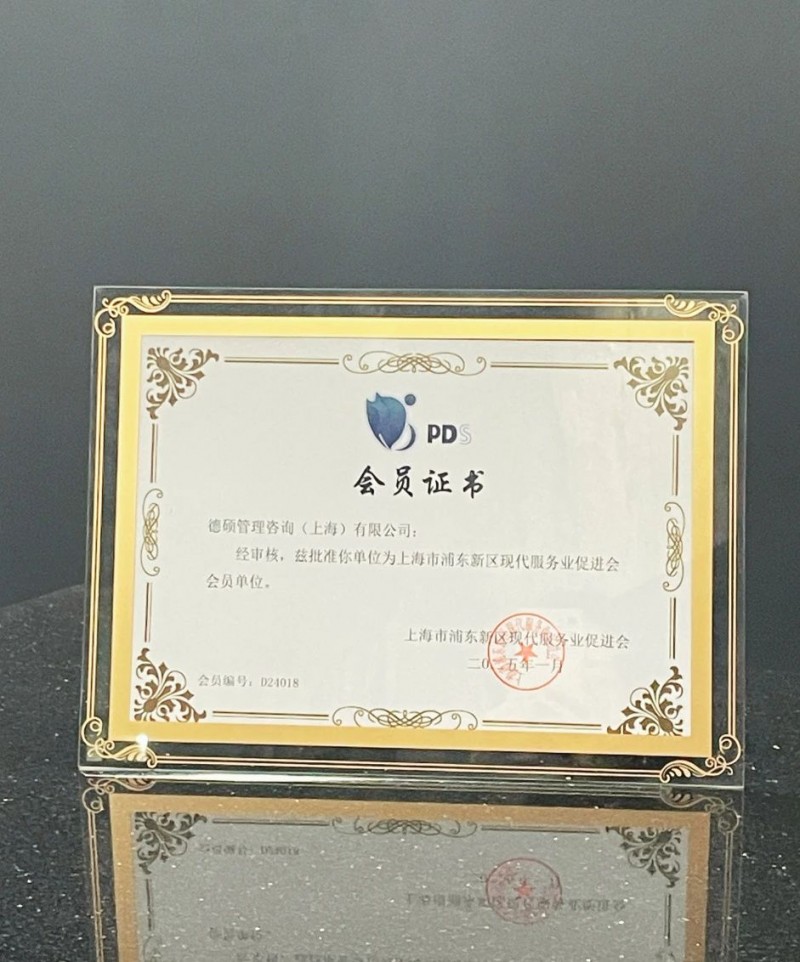 PDS
会员证书
德硕管理咨询（上海）有限公司：
经审核，兹批准你单位为上海市浦东新区现代服务业促进会
会员单位。
上海市浦东新区现代服务业促进会
二〇二五年一月
会员编号：D24018